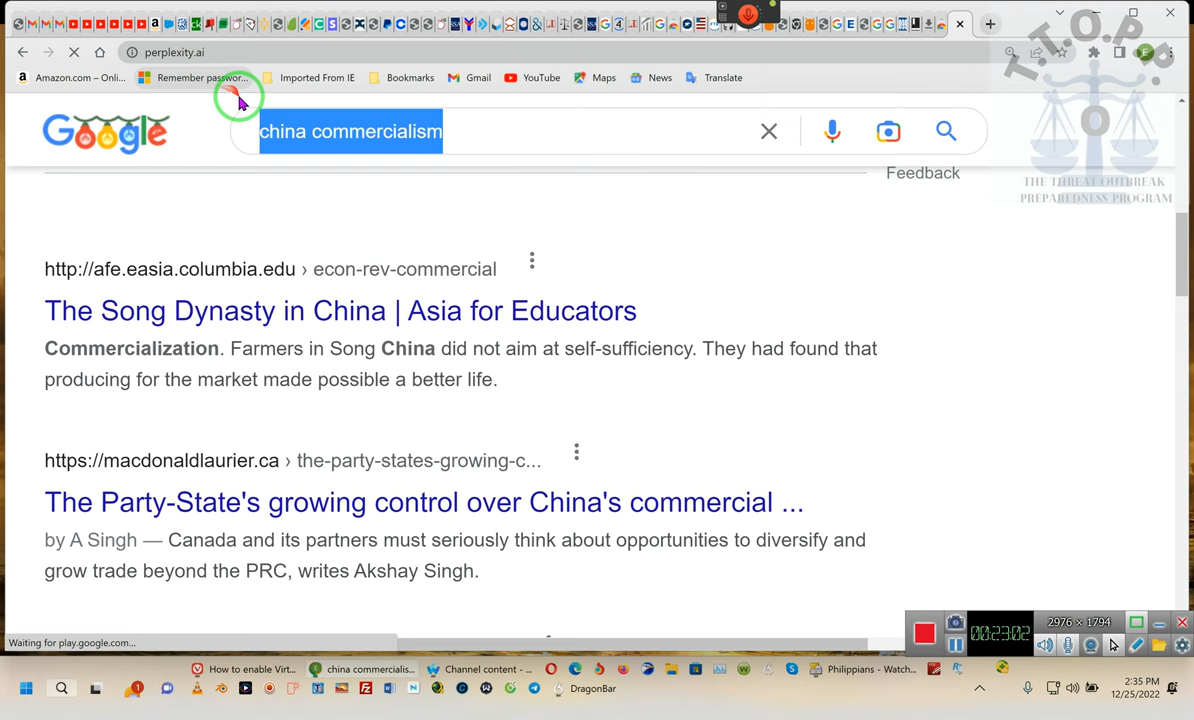 perplexity.ai
Amazon.com – Onli...
Remember passwor...
Imported From IE
Bookmarks
Gmail
YouTube
Maps
News
Translate
Google
china commercialism
T.O.P.P.
O
THE THREAT OUTBREAK
PREPAREDNESS PROGRAM
Feedback
http://afe.easia.columbia.edu › econ-rev-commercial
The Song Dynasty in China | Asia for Educators
Commercialization. Farmers in Song China did not aim at self-sufficiency. They had found that
producing for the market made possible a better life.
https://macdonaldlaurier.ca › the-party-states-growing-c...
The Party-State's growing control over China's commercial ...
by A Singh — Canada and its partners must seriously think about opportunities to diversify and
grow trade beyond the PRC, writes Akshay Singh.
Waiting for play.google.com...
00:23:02
2976 × 1794
How to enable Virt...
china commercialis...
Channel content - ...
Philippians - Watch...
DragonBar
2:35 PM
12/25/2022